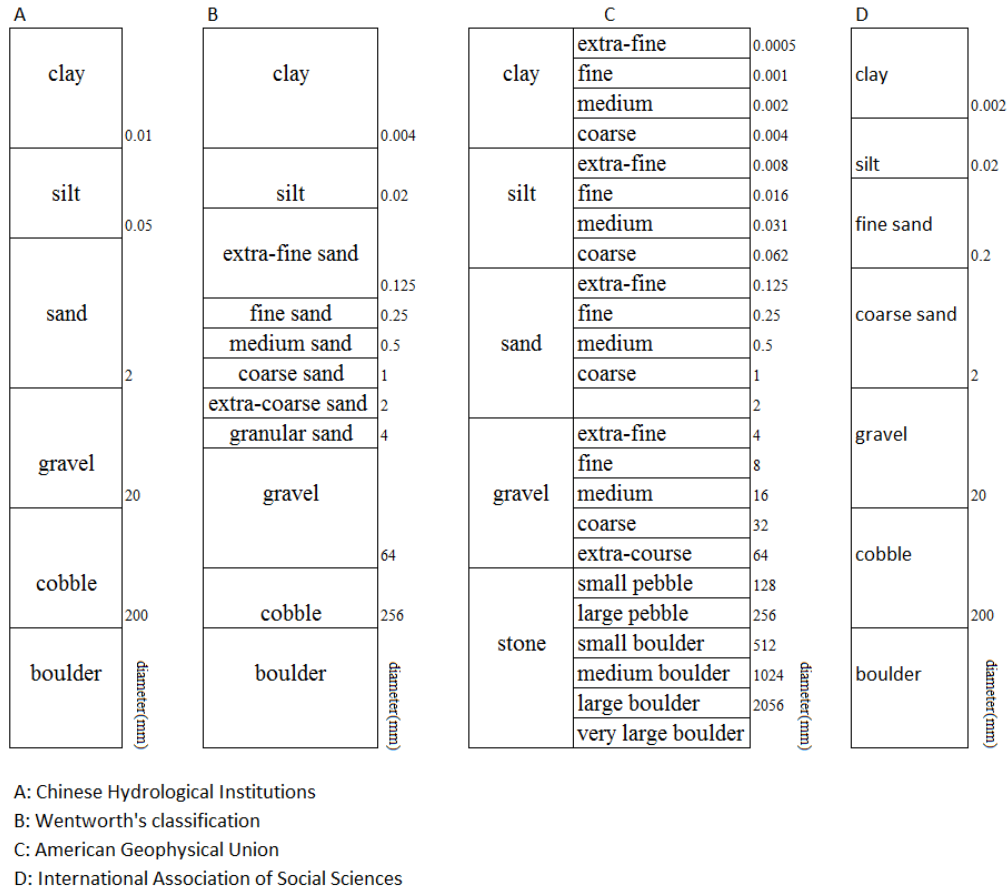 A
clay
0.01
silt
0.05
sand
2
gravel
20
cobble
200
boulder
diameter(mm)
B
clay
0.004
silt
0.02
extra-fine sand
0.125
fine sand
0.25
medium sand
0.5
coarse sand
1
extra-coarse sand
2
granular sand
4
gravel
64
cobble
256
boulder
diameter(mm)
C
clay
extra-fine
0.0005
fine
0.001
medium
0.002
coarse
0.004
silt
extra-fine
0.008
fine
0.016
medium
0.031
coarse
0.062
sand
extra-fine
0.125
fine
0.25
medium
0.5
coarse
1
2
gravel
extra-fine
4
fine
8
medium
16
coarse
32
extra-course
64
stone
small pebble
128
large pebble
256
small boulder
512
medium boulder
1024
large boulder
2056
very large boulder
diameter(mm)
D
clay
0.002
silt
0.02
fine sand
0.2
coarse sand
2
gravel
20
cobble
200
boulder
diameter(mm)
A: Chinese Hydrological Institutions
B: Wentworth's classification
C: American Geophysical Union
D: International Association of Social Sciences